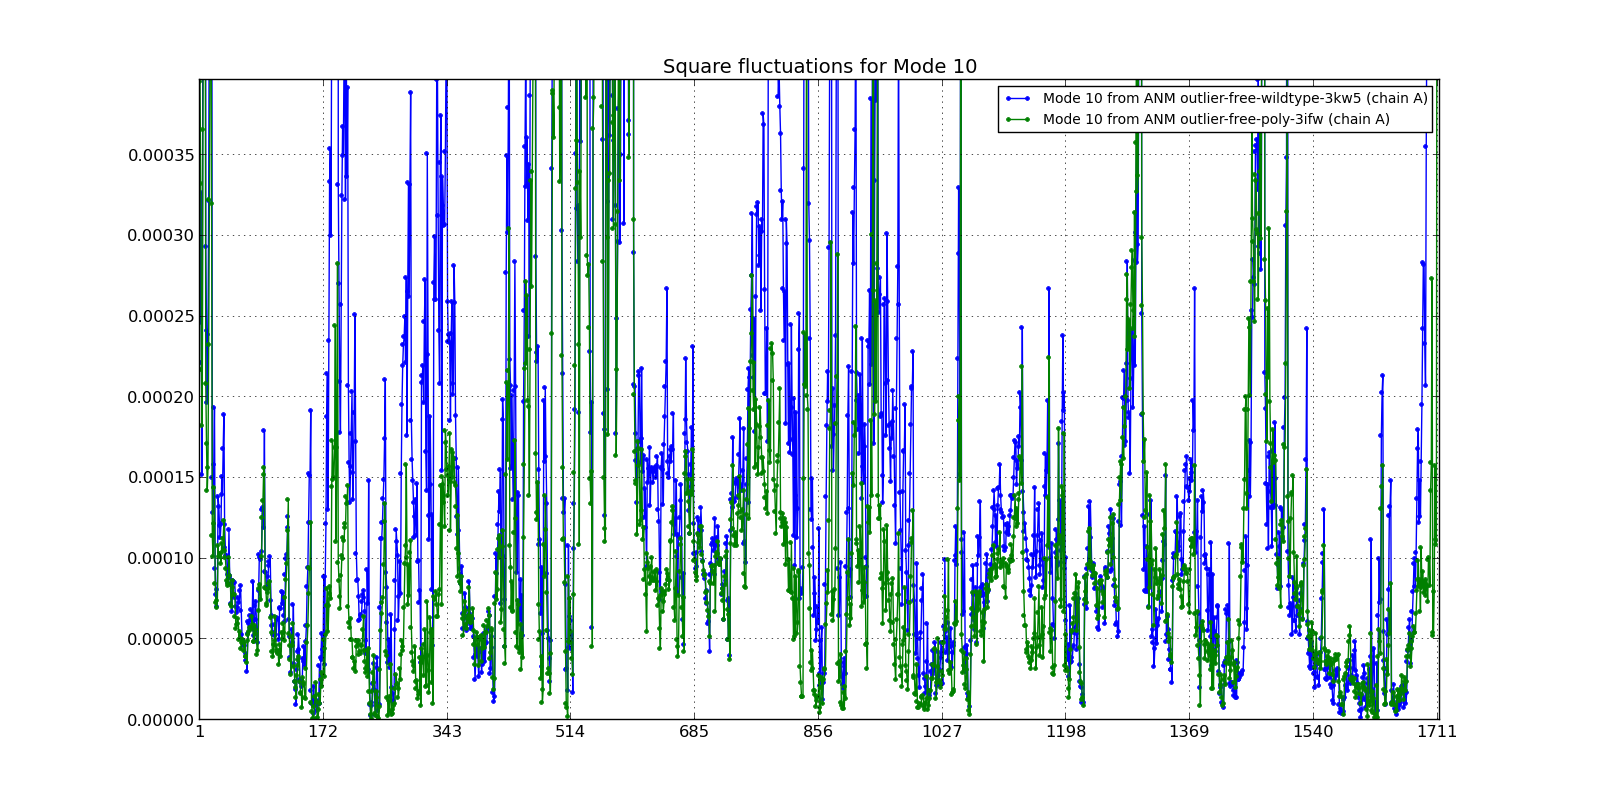 Square fluctuations for Mode 10
Mode 10 from ANM outlier-free-wildtype-3kw5 (chain A)
Mode 10 from ANM outlier-free-poly-3ifw (chain A)
0.00035
0.00030
0.00025
0.00020
0.00015
0.00010
0.00005
0.00000
1 172 343 514 685 856 1027 1198 1369 1540 1711